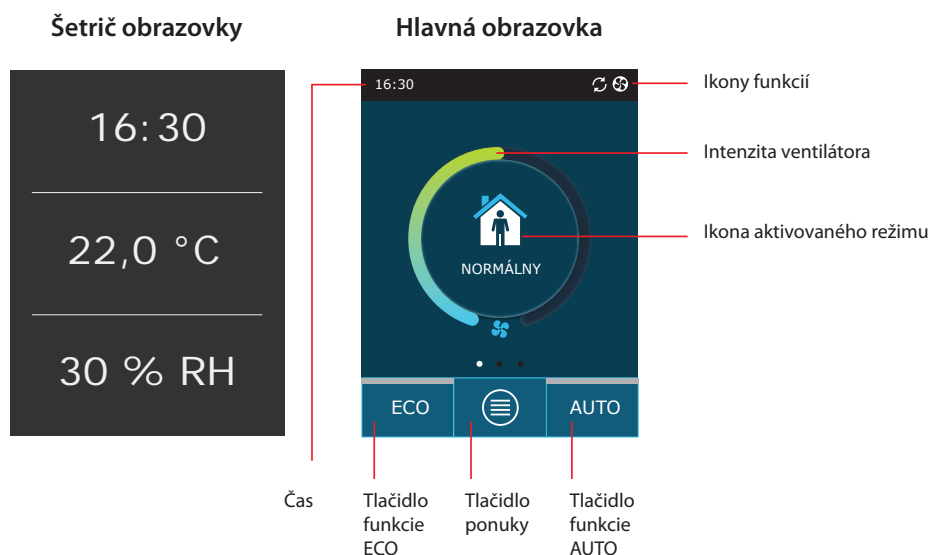 Šetrič obrazovky
Hlavná obrazovka
16:30
22,0 °C
30 % RH
16:30
NORMÁLNY
ECO
AUTO
Ikony funkcií
Intenzita ventilátora
Ikona aktivovaného režimu
Čas
Tlačidlo
funkcie
ECO
Tlačidlo
ponuky
Tlačidlo
funkcie
AUTO